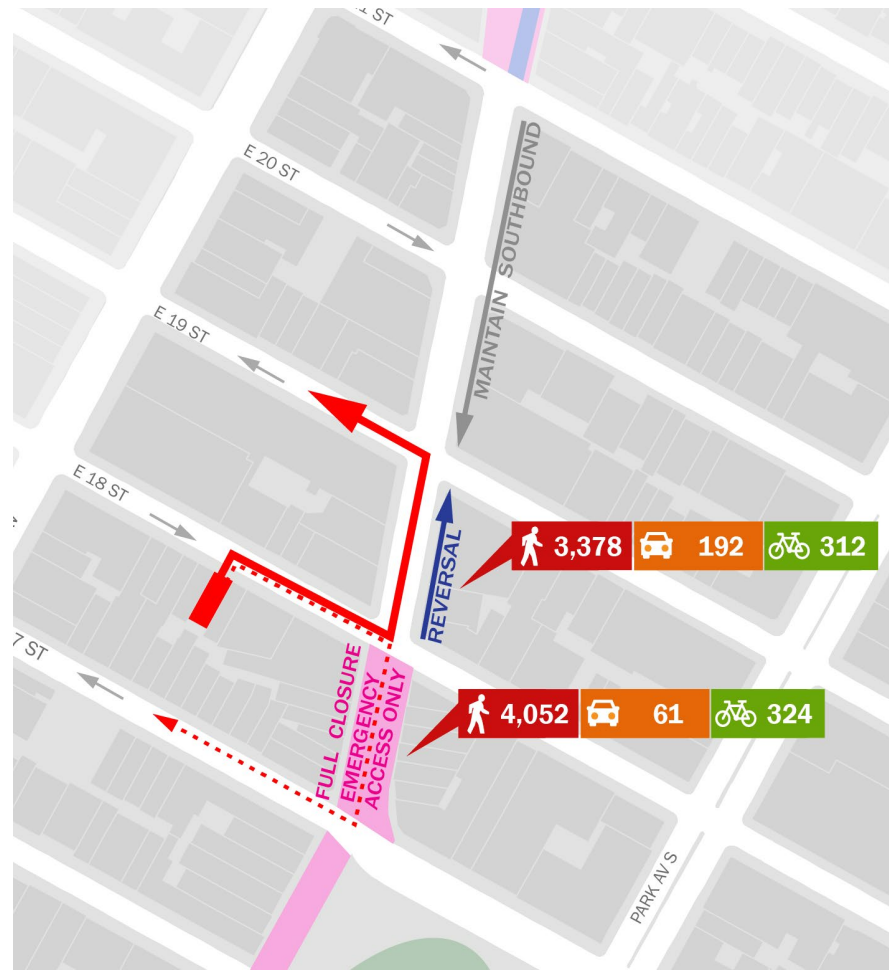 1 ST
E 20 ST
MAINTAIN SOUTHBOUND
E 19 ST
E 18 ST
REVERSAL
3,378 192 312
7 ST
FULL CLOSURE
EMERGENCY
ACCESS ONLY
4,052 61 324
PARK AV S